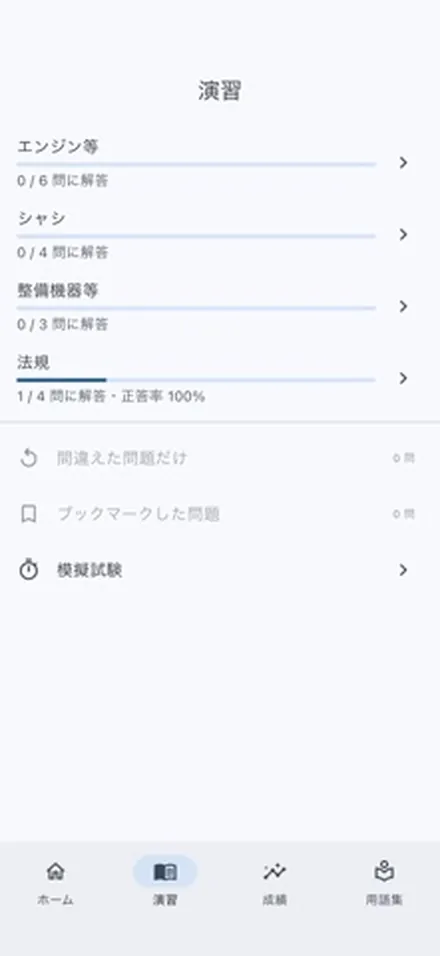 演習
エンジン等
0 / 6 問に解答
シャシ
0 / 4 問に解答
整備機器等
0 / 3 問に解答
法規
1 / 4 問に解答・正答率 100%
間違えた問題だけ
0 問
ブックマークした問題
0 問
模擬試験
ホーム
演習
成績
用語集